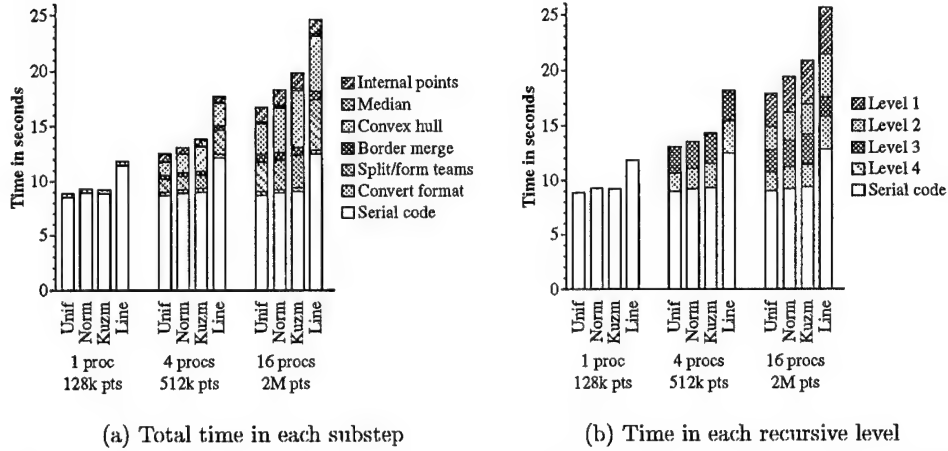 25
20
15
10
5
0
Time in seconds
Internal points
Median
Convex hull
Border merge
Split/form teams
Convert format
Serial code
Unif
Norm
Kuzm
Line
Unif
Norm
Kuzm
Line
Unif
Norm
Kuzm
Line
1 proc
4 procs
16 procs
128k pts
512k pts
2M pts
(a) Total time in each substep
25
20
15
10
5
0
Time in seconds
Level 1
Level 2
Level 3
Level 4
Serial code
Unif
Norm
Kuzm
Line
Unif
Norm
Kuzm
Line
Unif
Norm
Kuzm
Line
1 proc
4 procs
16 procs
128k pts
512k pts
2M pts
(b) Time in each recursive level